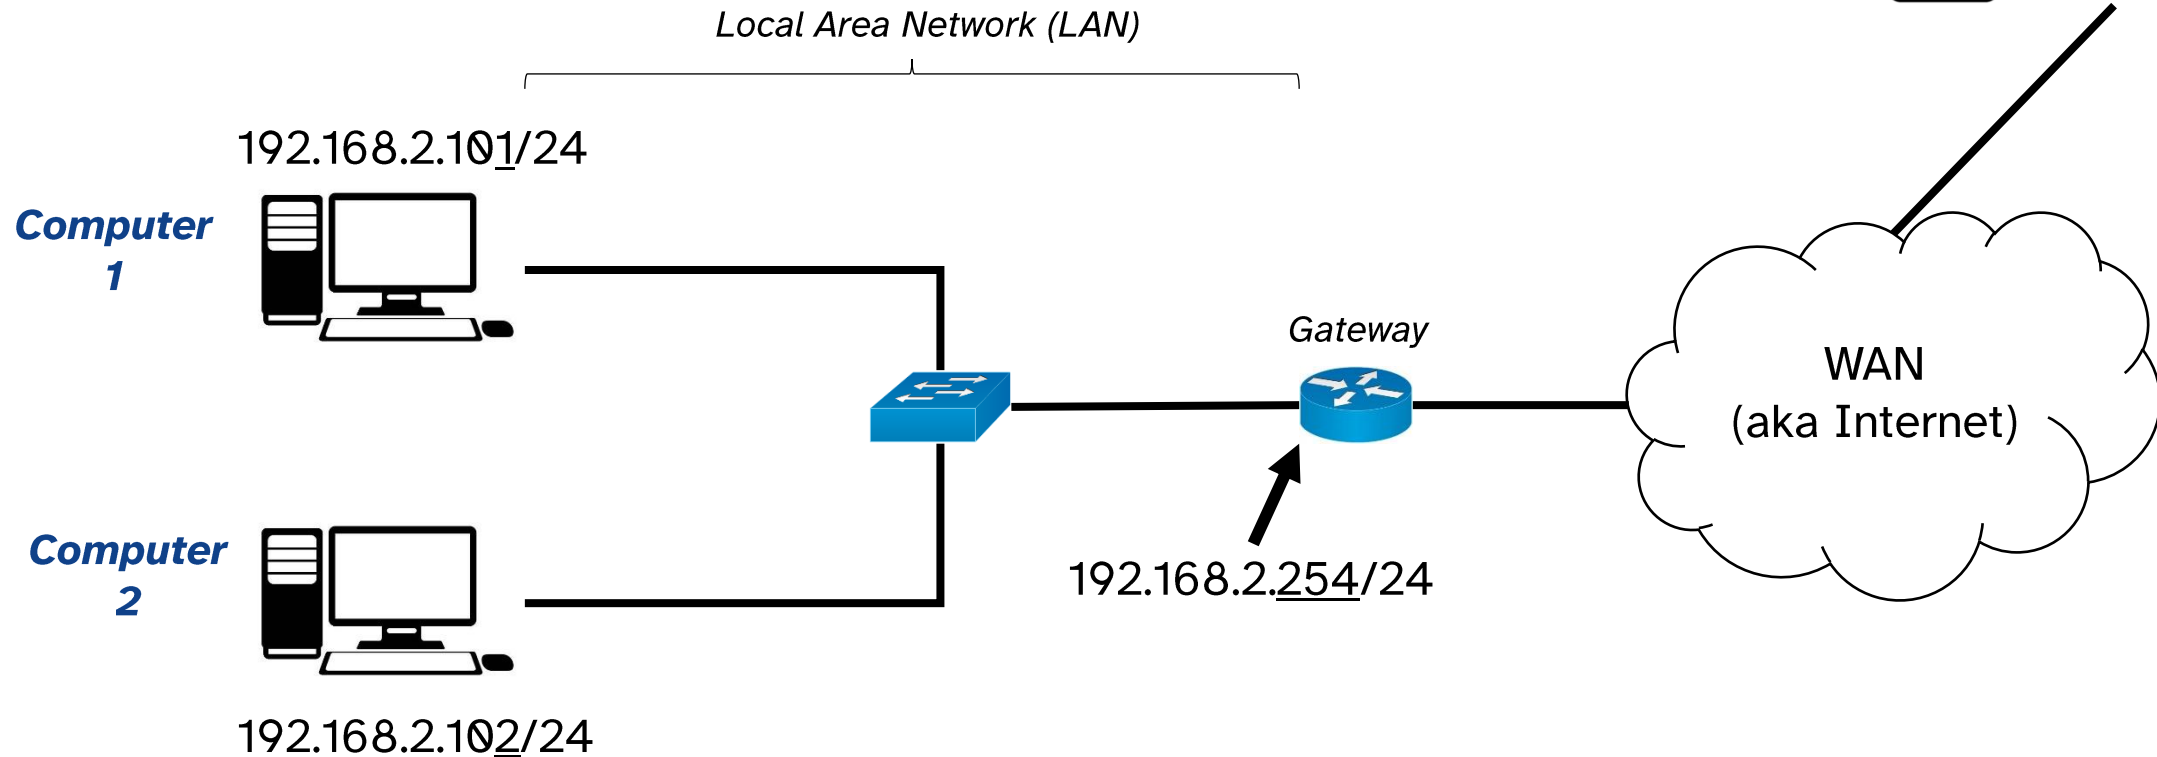 Local Area Network (LAN)
192.168.2.101/24
Computer
1
Gateway
WAN
(aka Internet)
Computer
2
192.168.2.254/24
192.168.2.102/24